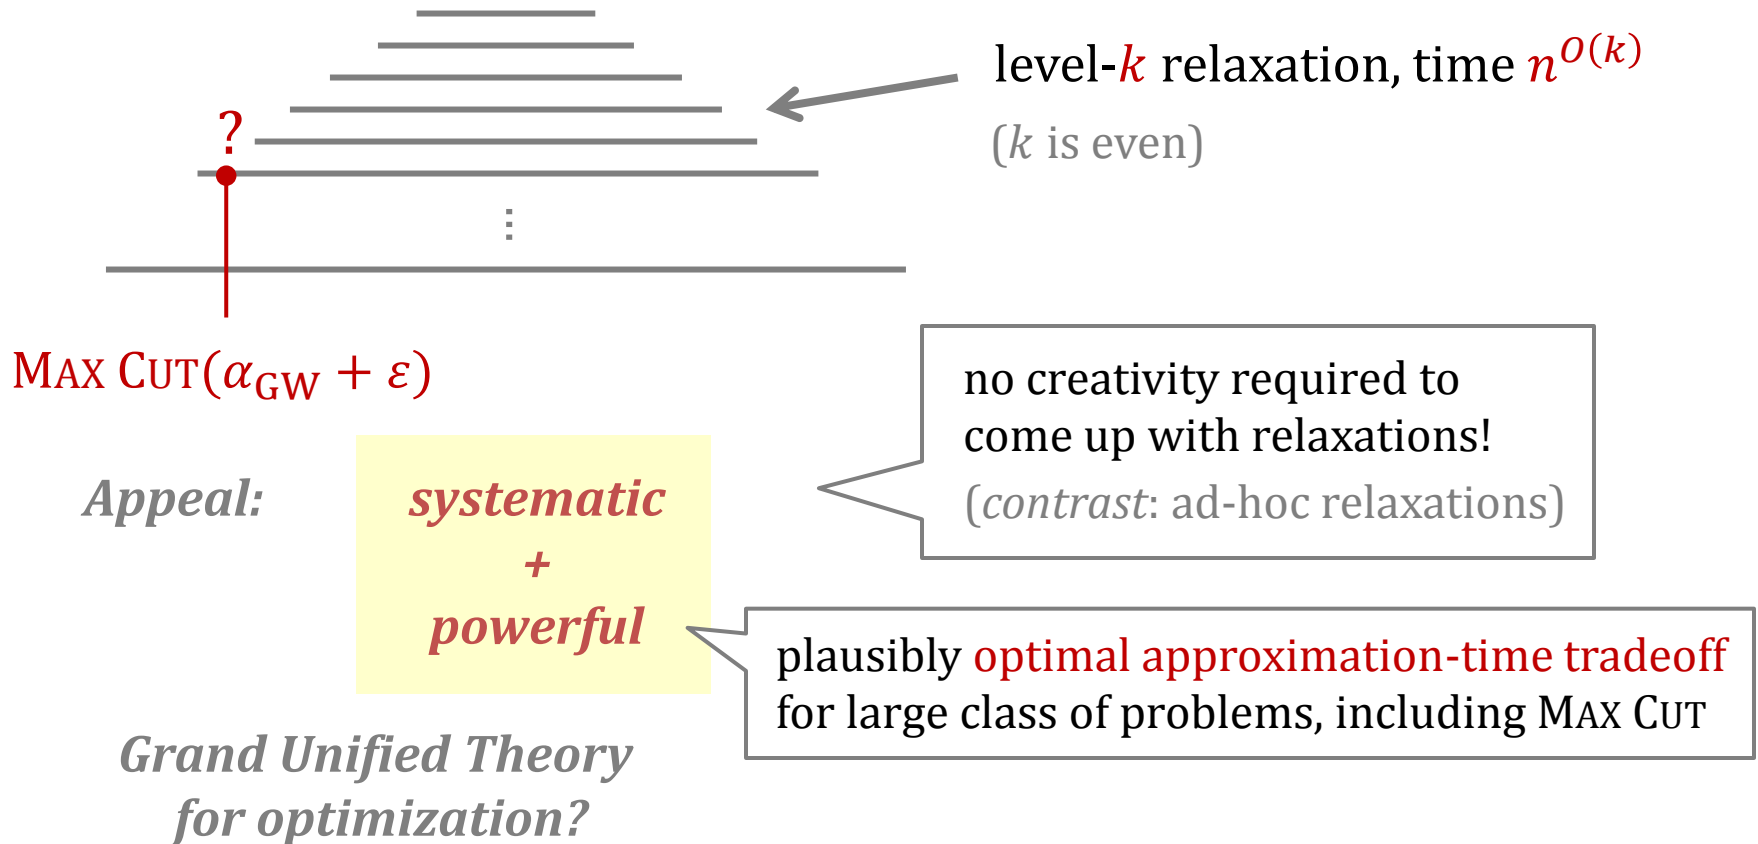 level-k relaxation, time n^{O(k)}
(k is even)
?
⋮
MAX CUT(α_GW + ε)
no creativity required to
come up with relaxations!
(contrast: ad-hoc relaxations)
Appeal:
systematic
+
powerful
plausibly optimal approximation-time tradeoff
for large class of problems, including MAX CUT
Grand Unified Theory
for optimization?